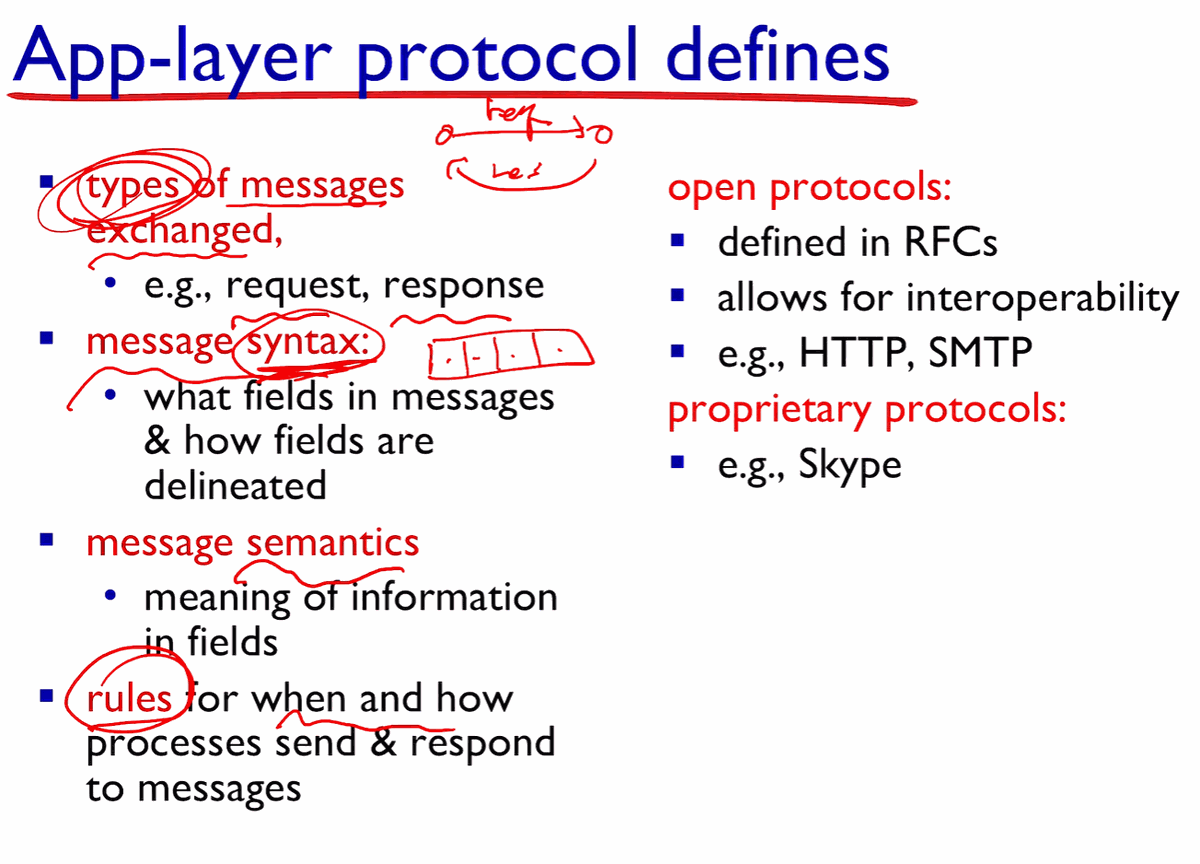 App-layer protocol defines
req
res
▪ types of messages
exchanged,
• e.g., request, response
▪ message syntax:
• what fields in messages
& how fields are
delineated
▪ message semantics
• meaning of information
in fields
▪ rules for when and how
processes send & respond
to messages
open protocols:
▪ defined in RFCs
▪ allows for interoperability
▪ e.g., HTTP, SMTP
proprietary protocols:
▪ e.g., Skype